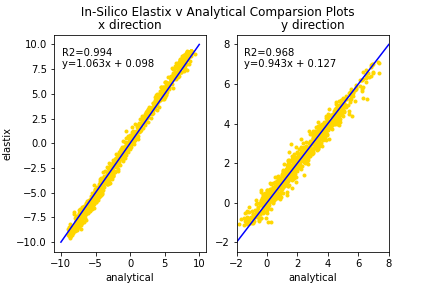 In-Silico Elastix v Analytical Comparsion Plots
x direction
y direction
R2=0.994
y=1.063x + 0.098
R2=0.968
y=0.943x + 0.127
elastix
10.0
7.5
5.0
2.5
0.0
−2.5
−5.0
−7.5
−10.0
−10
−5
0
5
10
analytical
8
6
4
2
0
−2
−2
0
2
4
6
8
analytical